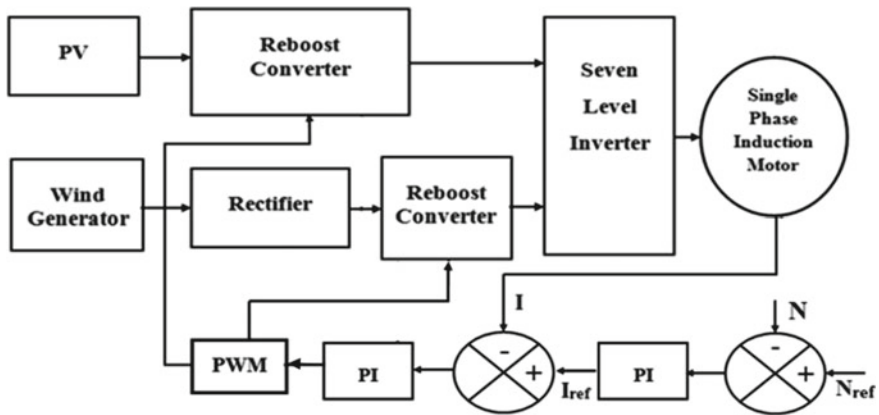 PV
Reboost
Converter
Seven
Level
Inverter
Single
Phase
Induction
Motor
Wind
Generator
Rectifier
Reboost
Converter
I
N
-
+
-
+
PWM
PI
Iref
PI
Nref